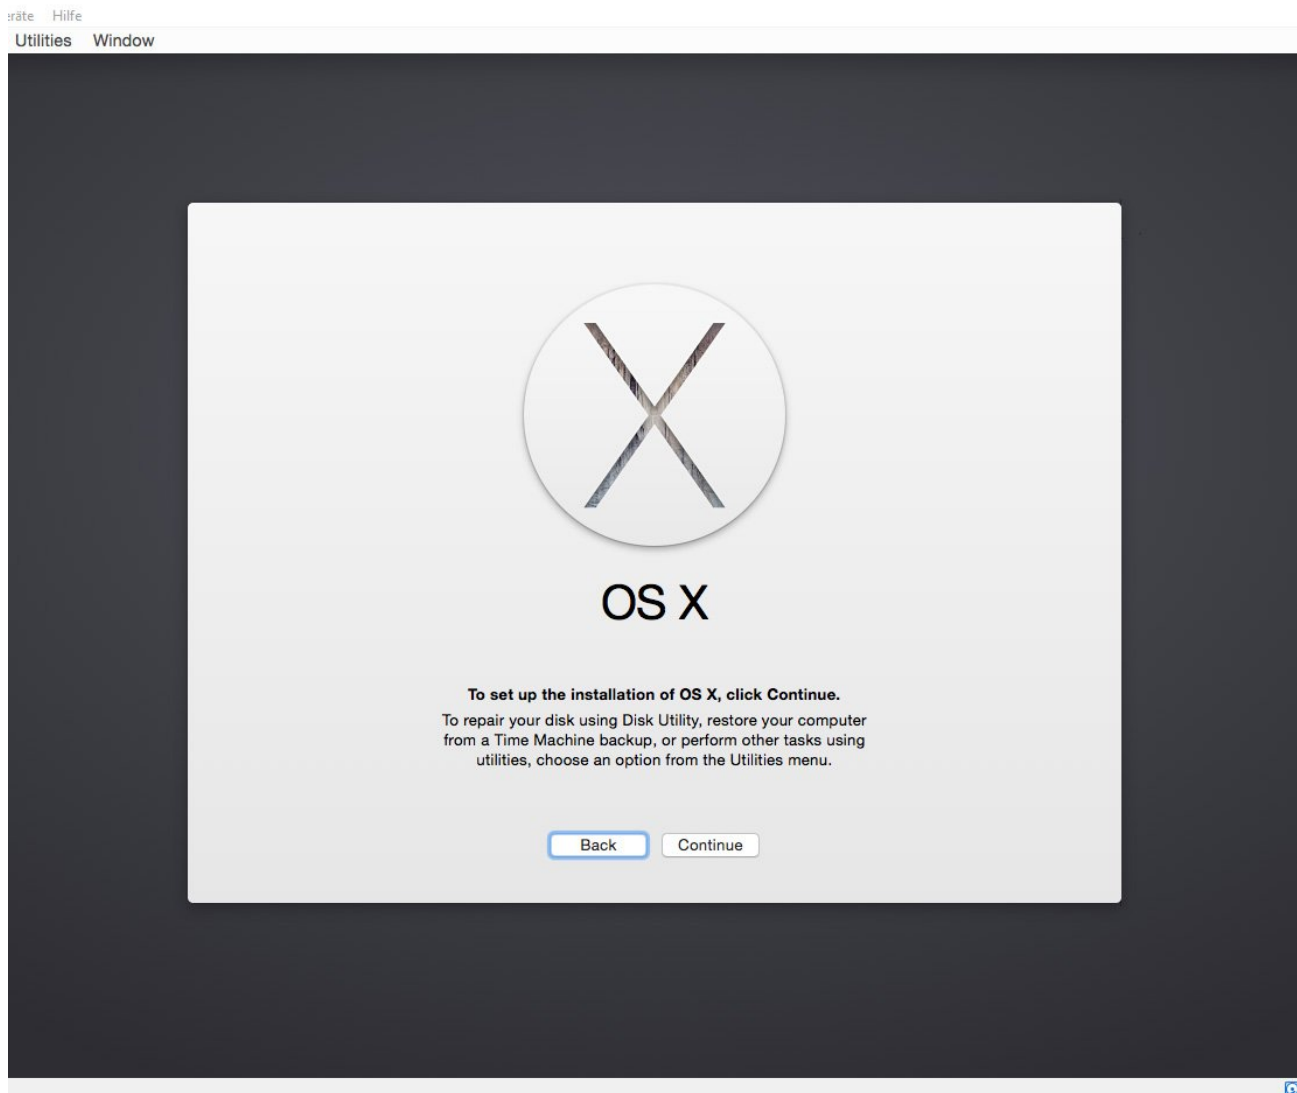 eräte Hilfe
Utilities Window
OS X
To set up the installation of OS X, click Continue.
To repair your disk using Disk Utility, restore your computer
from a Time Machine backup, or perform other tasks using
utilities, choose an option from the Utilities menu.
Back Continue